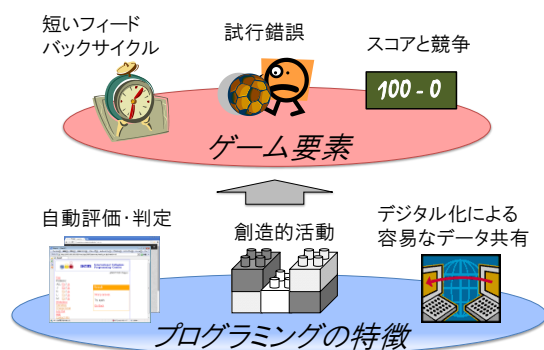 短いフィード
バックサイクル
試行錯誤
スコアと競争
100 - 0
ゲーム要素
自動評価・判定
創造的活動
デジタル化による
容易なデータ共有
プログラミングの特徴